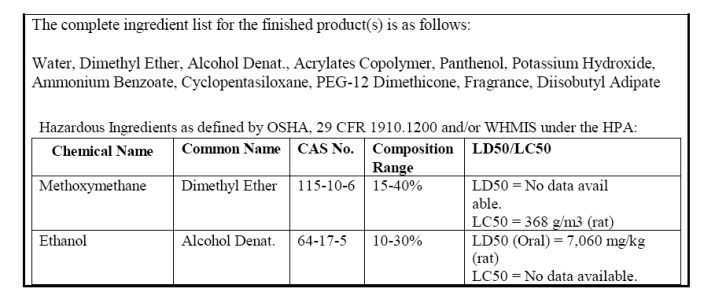 The complete ingredient list for the finished product(s) is as follows:
Water, Dimethyl Ether, Alcohol Denat., Acrylates Copolymer, Panthenol, Potassium Hydroxide,
Ammonium Benzoate, Cyclopentasiloxane, PEG-12 Dimethicone, Fragrance, Diisobutyl Adipate
Hazardous Ingredients as defined by OSHA, 29 CFR 1910.1200 and/or WHMIS under the HPA:
Chemical Name Common Name CAS No. Composition LD50/LC50
Range
Methoxymethane Dimethyl Ether 115-10-6 15-40% LD50 = No data avail
able.
LC50 = 368 g/m3 (rat)
Ethanol Alcohol Denat. 64-17-5 10-30% LD50 (Oral) = 7,060 mg/kg
(rat)
LC50 = No data available.